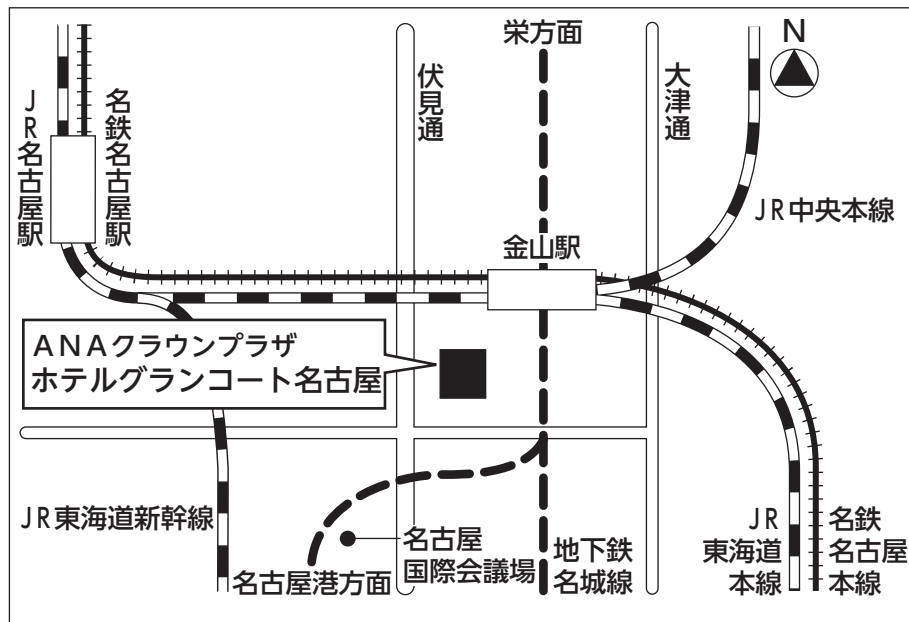 栄方面
N
伏見通
大津通
JR名古屋駅
名鉄名古屋駅
JR中央本線
金山駅
ANAクラウンプラザ
ホテルグランコート名古屋
JR東海道新幹線
名古屋港方面
名古屋
国際会議場
地下鉄
名城線
JR
東海道
本線
名鉄
名古屋
本線